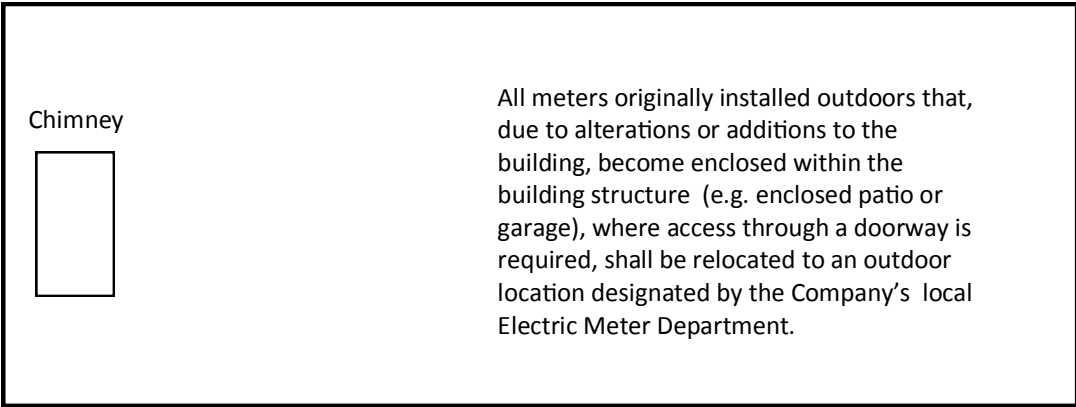 Chimney
All meters originally installed outdoors that,
due to alterations or additions to the
building, become enclosed within the
building structure  (e.g. enclosed patio or
garage), where access through a doorway is
required, shall be relocated to an outdoor
location designated by the Company’s  local
Electric Meter Department.